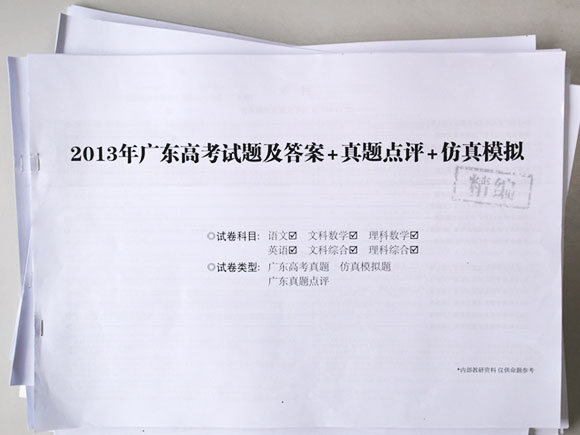 2013年广东高考试题及答案+真题点评+仿真模拟
精编
◎试卷科目: 语文☑ 文科数学☑ 理科数学☑
英语☑ 文科综合☑ 理科综合☑
◎试卷类型: 广东高考真题 仿真模拟题
广东真题点评
*内部教研资料 仅供命题参考